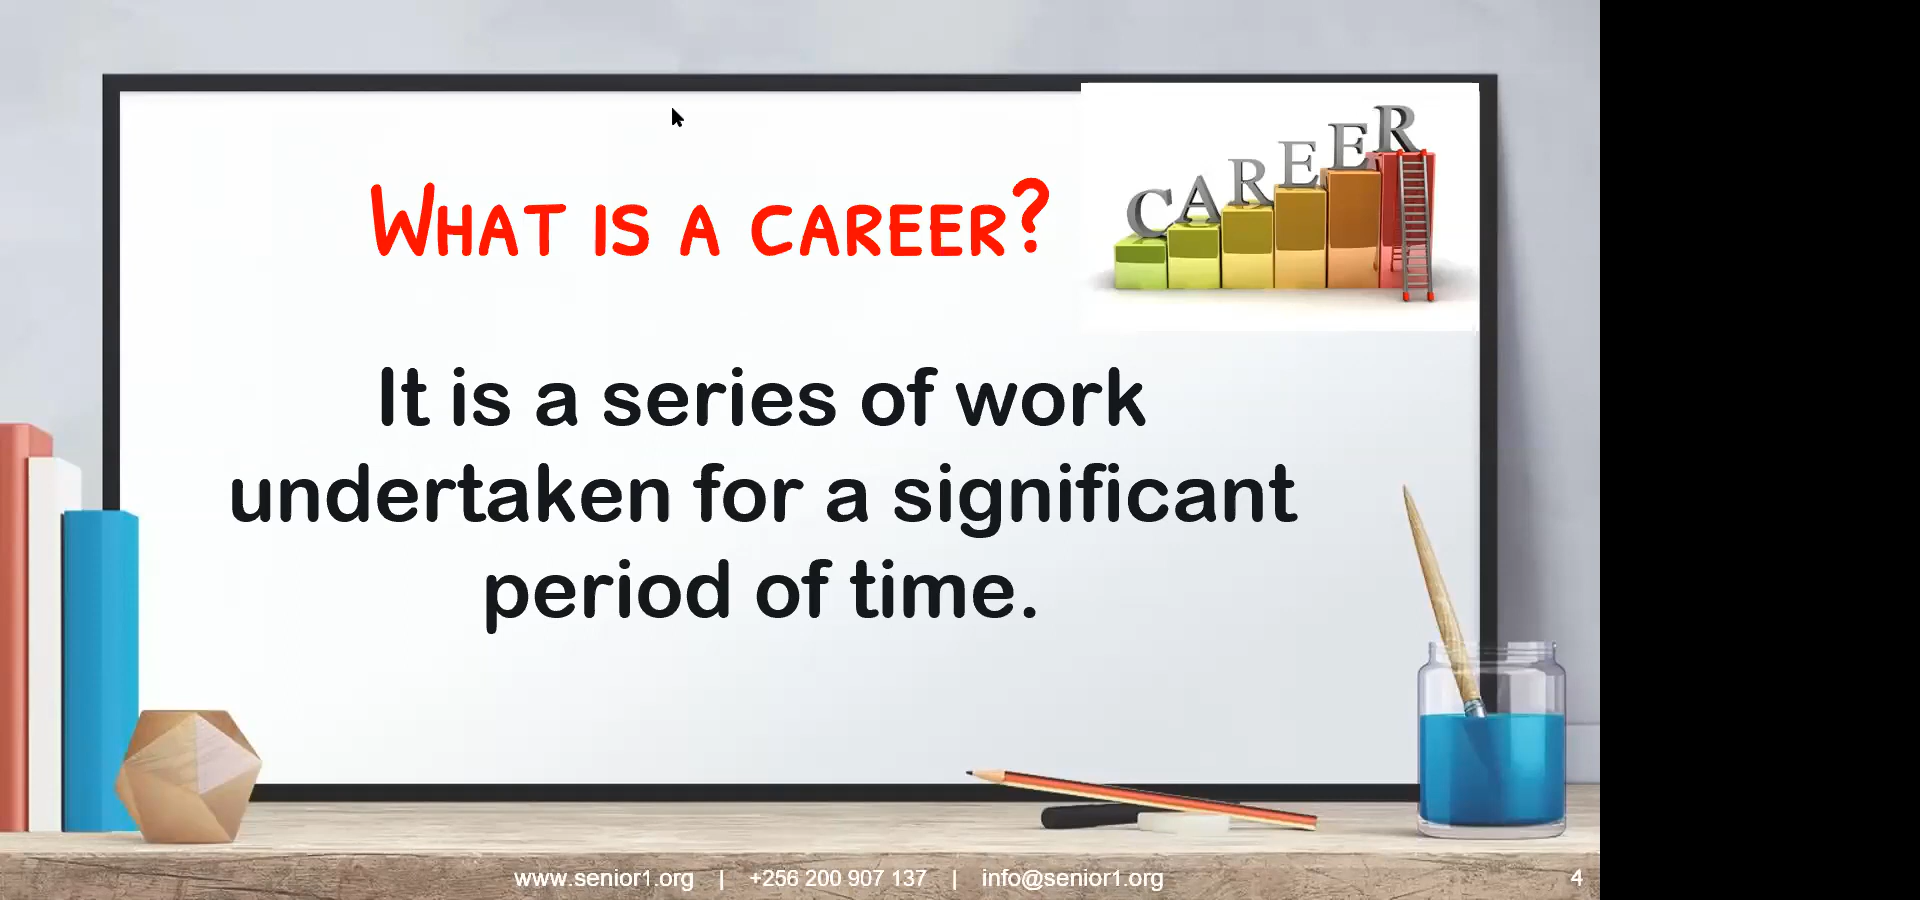 CAREER
What is a career?
It is a series of work
undertaken for a significant
period of time.
www.senior1.org | +256 200 907 137 | info@senior1.org
4